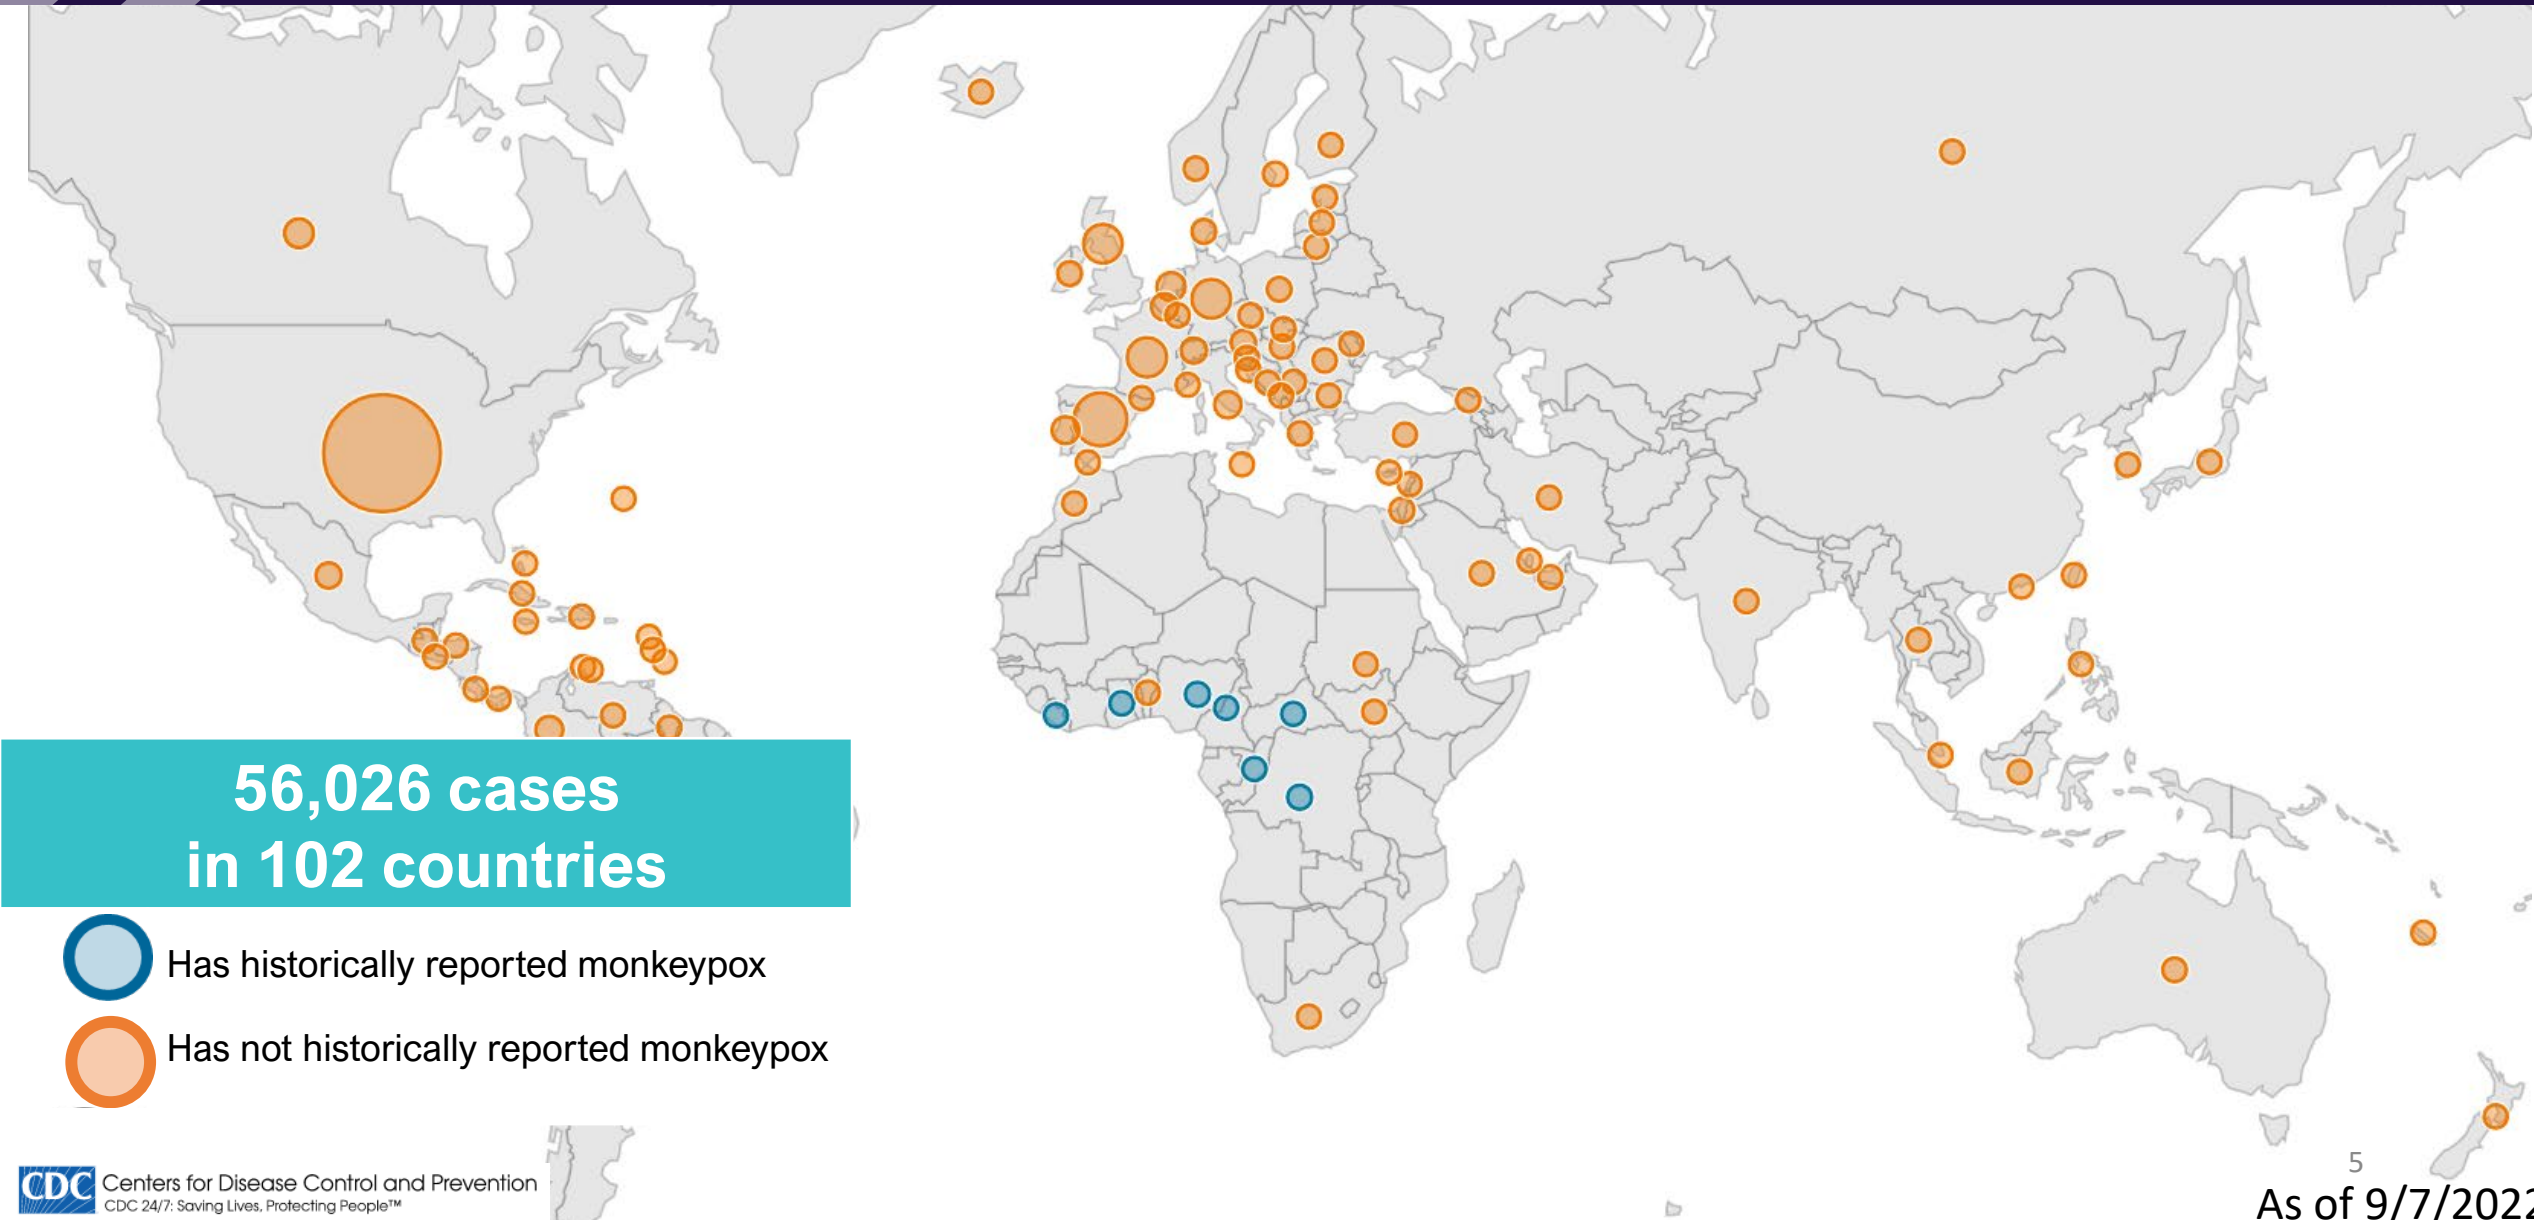 56,026 cases
in 102 countries
Has historically reported monkeypox
Has not historically reported monkeypox
CDC Centers for Disease Control and Prevention
CDC 24/7: Saving Lives, Protecting People™
5
As of 9/7/2022